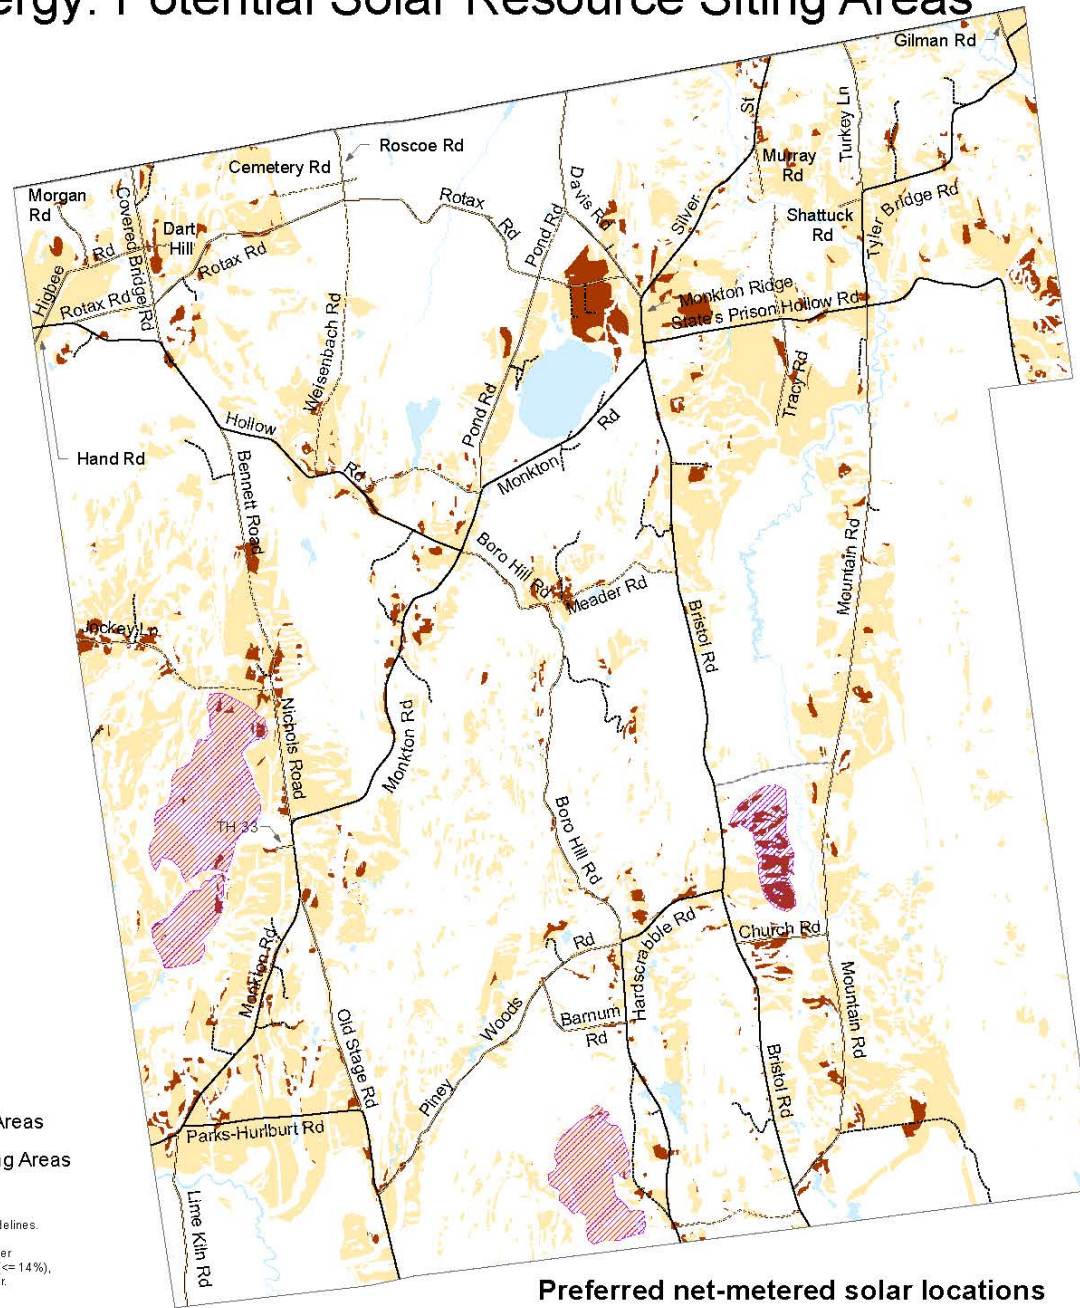 Potential Solar Resource Siting Areas
Gilman Rd
St
Turkey Ln
Roscoe Rd
Cemetery Rd
Murray
Rd
Morgan
Rd
Covered Bridge Rd
Rotax
Rd
Davis Rd
Pond Rd
Silver
Shattuck
Rd
Tyler
Bridge Rd
Dart
Hill
Higbee
Rd
Rotax Rd
Rotax Rd
Monkton Ridge
State's Prison Hollow Rd
Weisenbach Rd
Tracy Rd
Pond Rd
Hollow
Rd
Monkton
Rd
Hand Rd
Bennett Road
Boro Hill Rd
Meader Rd
Mountain Rd
Jockey Ln
Bristol Rd
Nichols Road
Monkton Rd
TH 33
Boro Hill Rd
Church Rd
Hardscrabble Rd
Rd
Woods
Piney
Barnum
Rd
Monkton Rd
Old Stage Rd
Mountain Rd
Bristol Rd
Parks-Hurlburt Rd
Lime Kiln Rd
Areas
(<= 14%),
Preferred net-metered solar locations